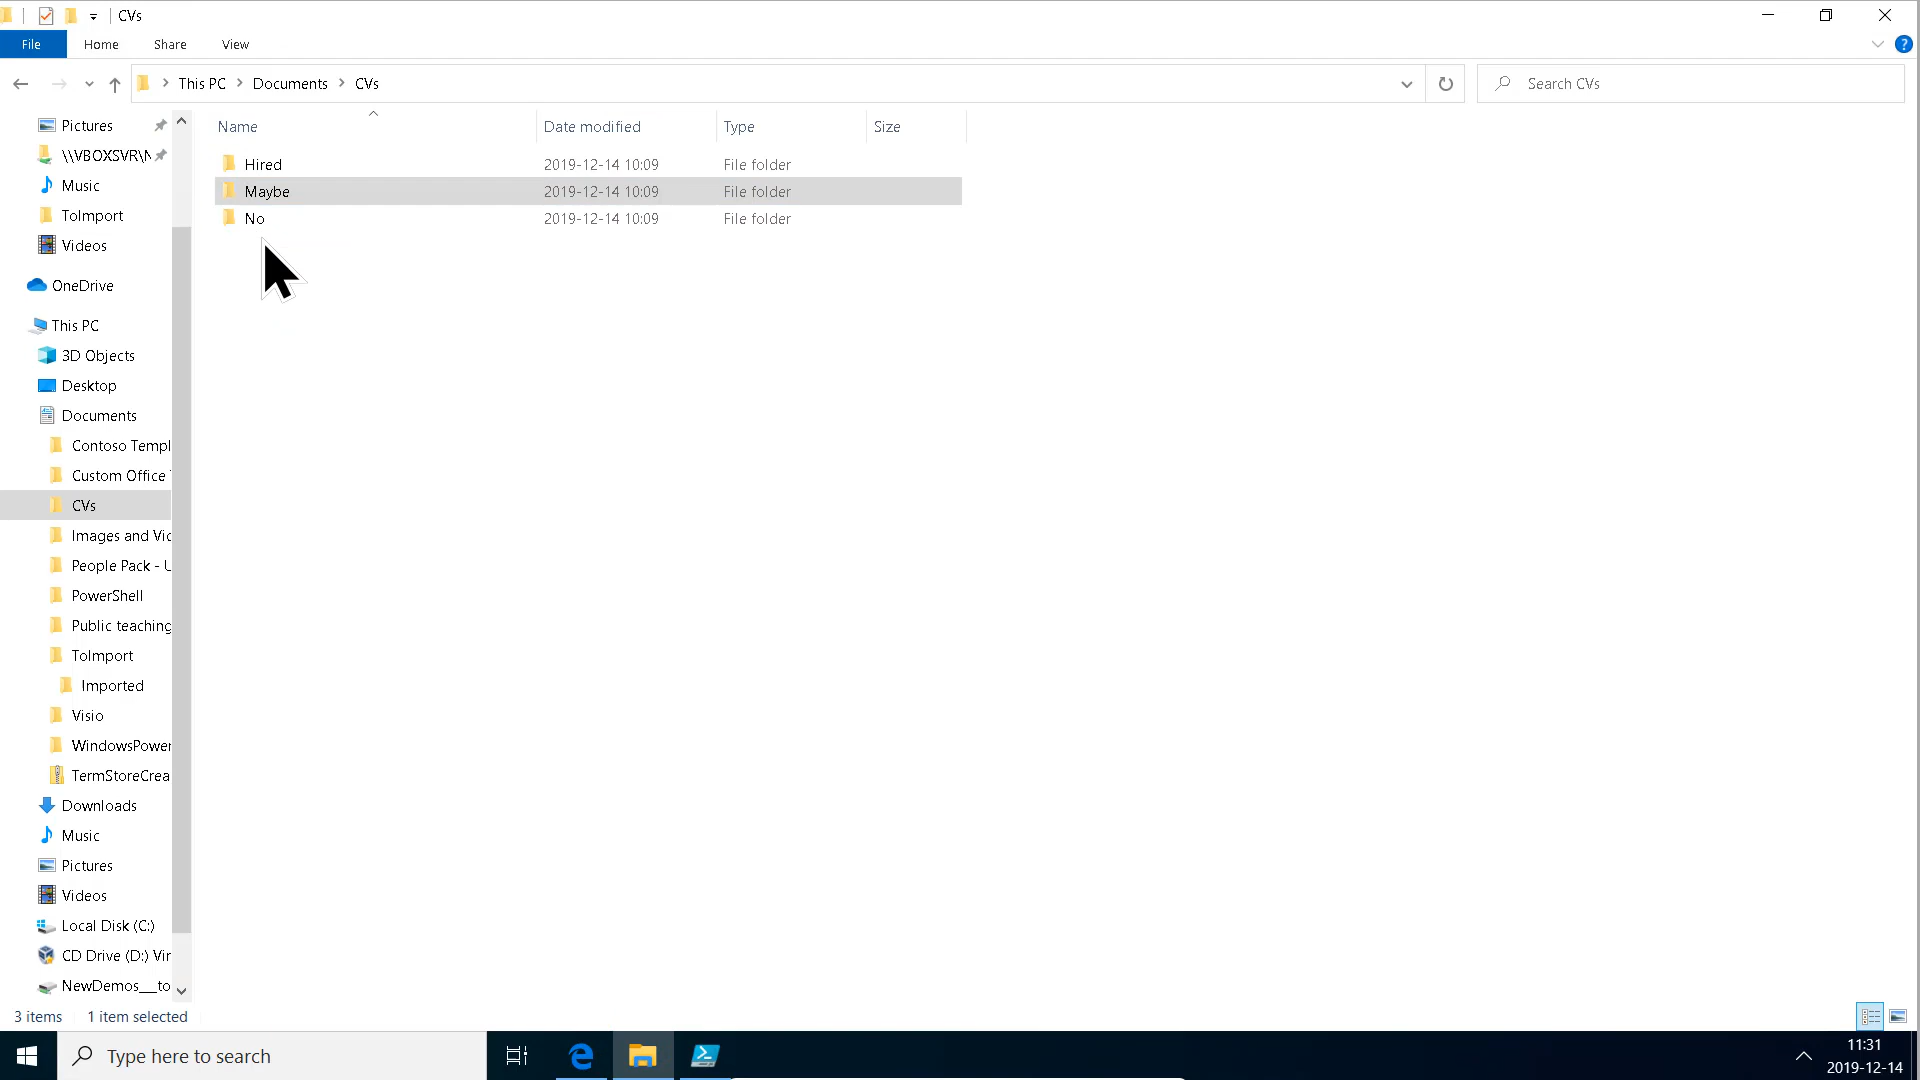 CVs
File Home Share View
This PC Documents CVs
Search CVs
Name Date modified Type Size
Hired 2019-12-14 10:09 File folder
Maybe 2019-12-14 10:09 File folder
No 2019-12-14 10:09 File folder
Pictures
\\VBOXSVR\
Music
ToImport
Videos
OneDrive
This PC
3D Objects
Desktop
Documents
Contoso Templ
Custom Office
CVs
Images and Vic
People Pack - U
PowerShell
Public teaching
ToImport
Imported
Visio
WindowsPower
TermStoreCrea
Downloads
Music
Pictures
Videos
Local Disk (C:)
CD Drive (D:) Vir
NewDemos__to
3 items 1 item selected
Type here to search
11:31
2019-12-14